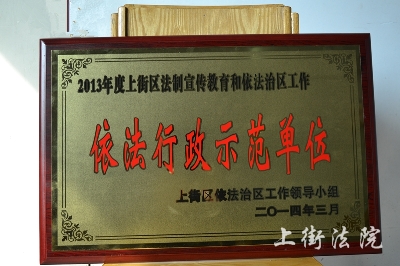 2013年度上街区法制宣传教育和依法治区工作
依法行政示范单位
上街区依法治区工作领导小组
二〇一四年三月
上街法院